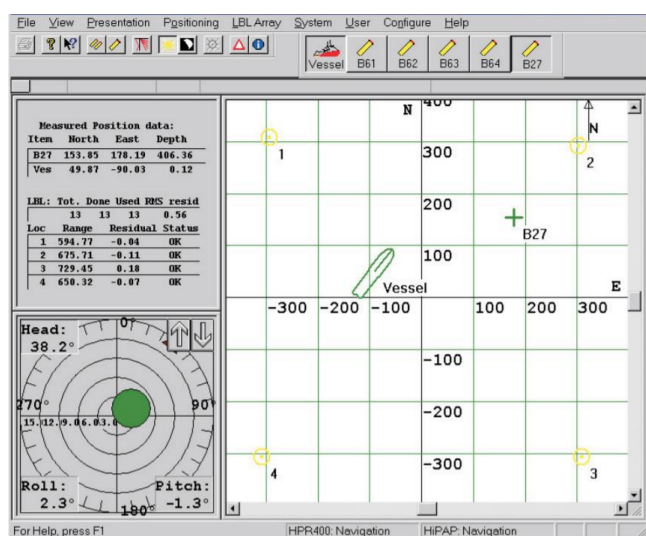 File View Presentation Positioning LBL Array System User Configure Help
Vessel B61 B62 B63 B64 B27
Measured Position data:
Item North East Depth
B27 153.85 178.19 406.36
Ves 49.87 -90.03 0.12
LBL: Tot. Done Used RMS resid
13 13 13 0.56
Loc Range Residual Status
1 594.77 -0.04 OK
2 675.71 -0.11 OK
3 729.45 0.18 OK
4 650.32 -0.07 OK
Head:
38.2°
0°
270°
90°
15.012.09.06.03.0
Roll:
2.3°
180°
Pitch:
-1.3°
N
400
N
1
300
2
200
B27
100
Vessel
E
-300 -200 -100 100 200 300
-100
-200
-300
4
3
For Help, press F1
HPR400: Navigation
HiPAP: Navigation